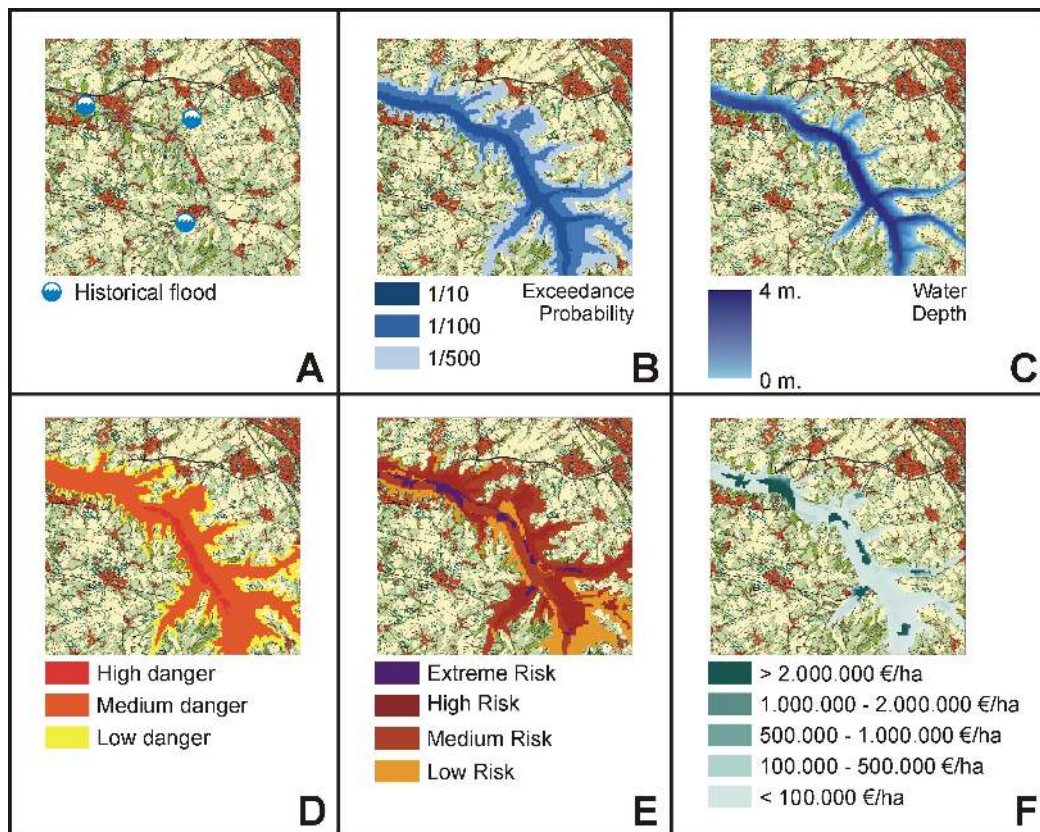 Historical flood
A
1/10
1/100
1/500
Exceedance
Probability
B
4 m.
0 m.
Water
Depth
C
High danger
Medium danger
Low danger
D
Extreme Risk
High Risk
Medium Risk
Low Risk
E
> 2.000.000 €/ha
1.000.000 - 2.000.000 €/ha
500.000 - 1.000.000 €/ha
100.000 - 500.000 €/ha
< 100.000 €/ha
F